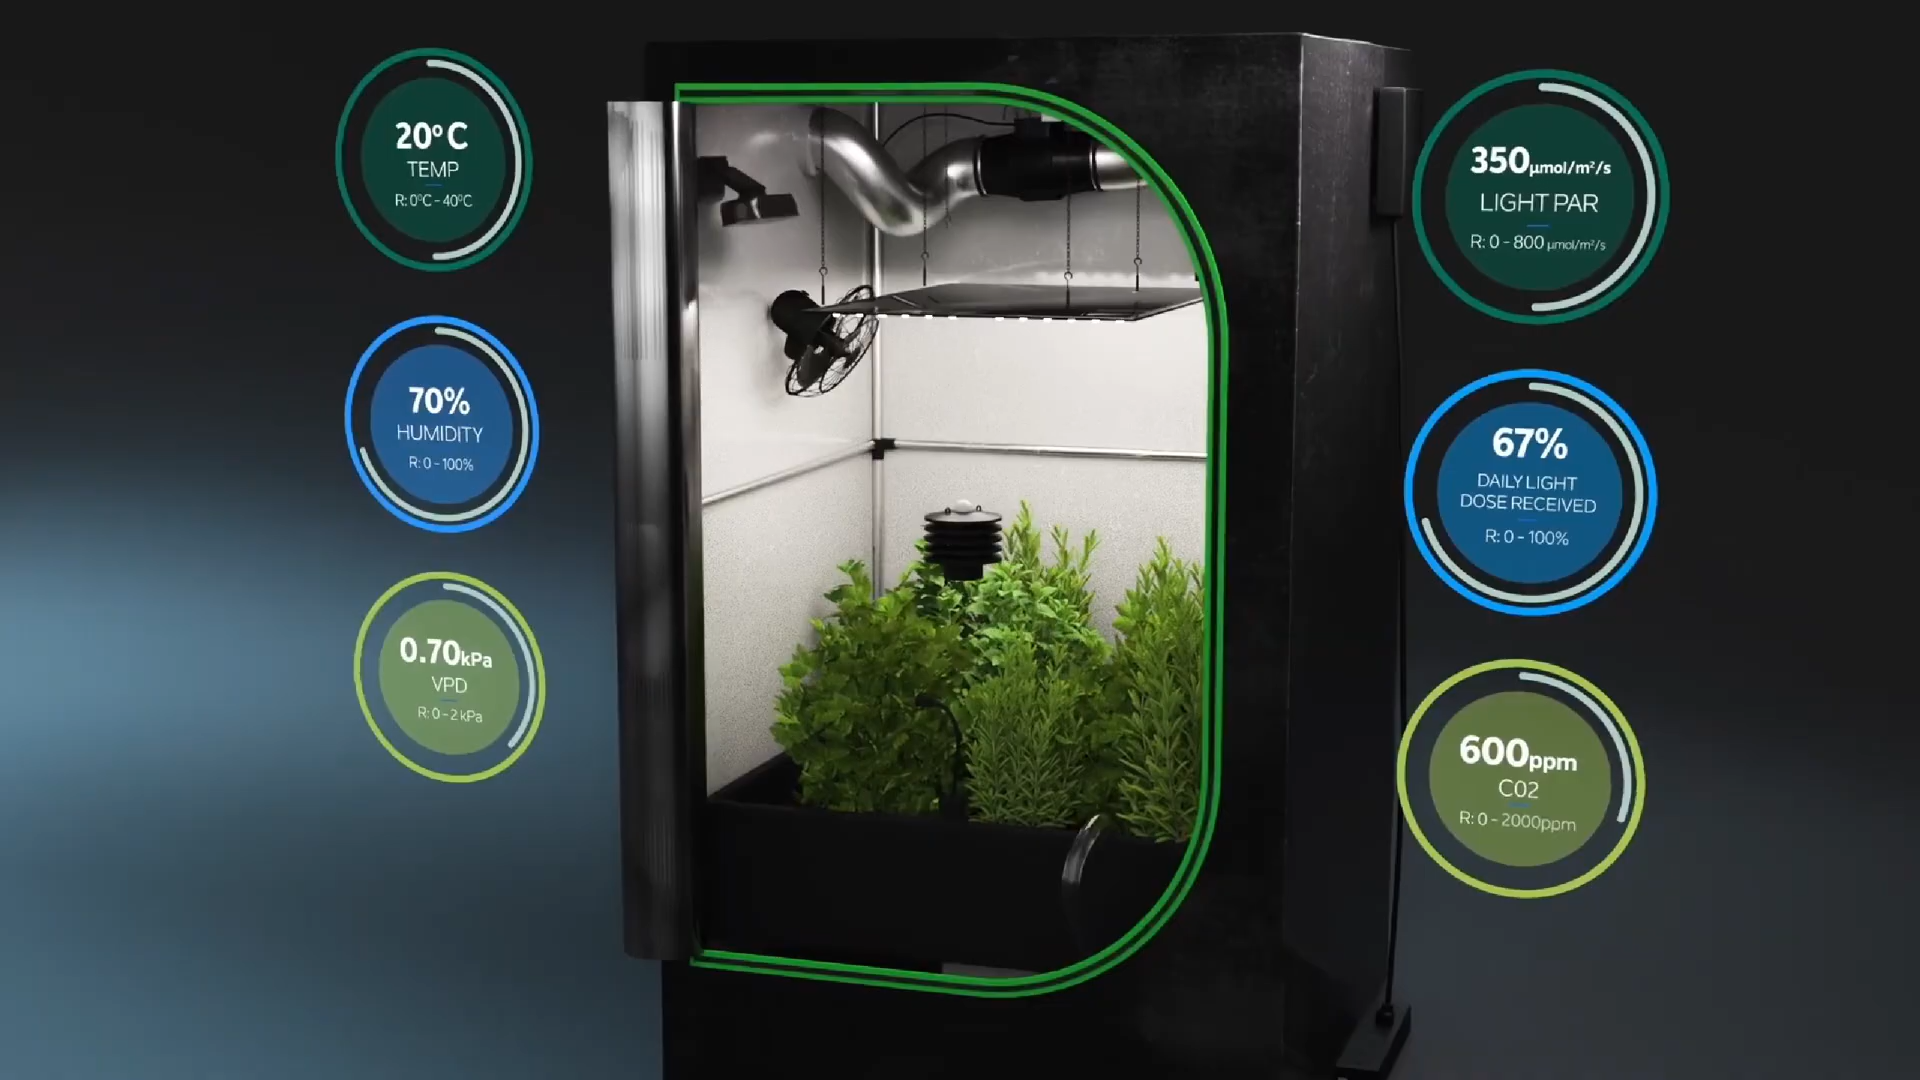 20°C
TEMP
R: 0°C - 40°C
70%
HUMIDITY
R: 0 - 100%
0.70kPa
VPD
R: 0 - 2 kPa
350µmol/m²/s
LIGHT PAR
R: 0 - 800 µmol/m²/s
67%
DAILY LIGHT
DOSE RECEIVED
R: 0 - 100%
600ppm
C02
R: 0 - 2000ppm